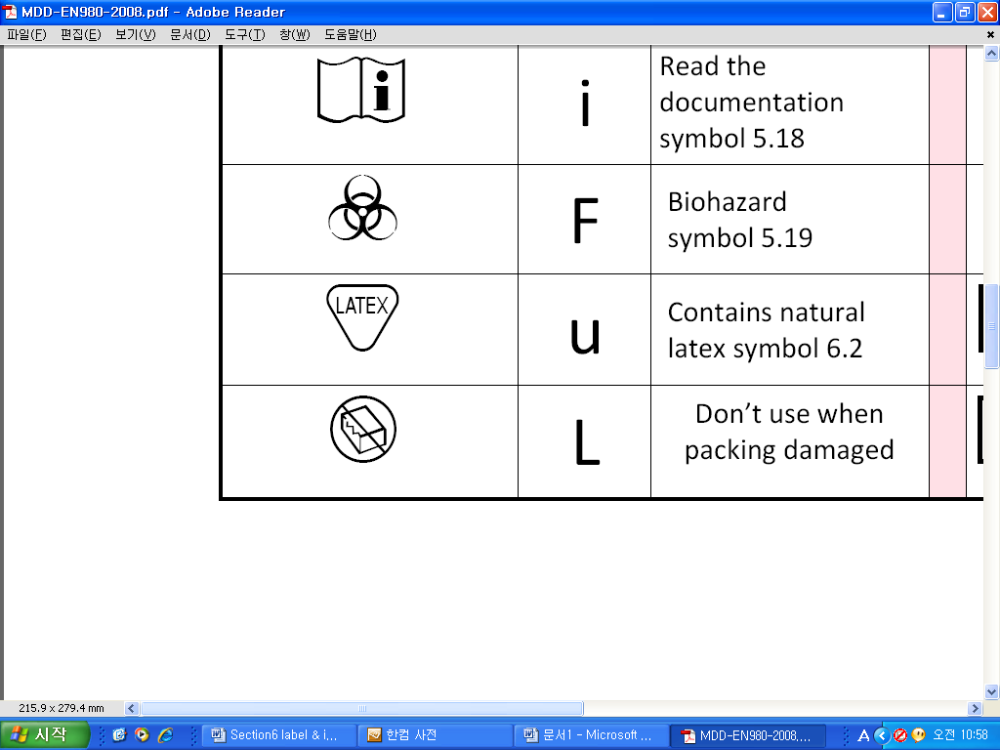 MDD-EN980-2008.pdf - Adobe Reader
파일(F) 편집(E) 보기(V) 문서(D) 도구(T) 창(W) 도움말(H)
i
Read the
documentation
symbol 5.18
F
Biohazard
symbol 5.19
LATEX
u
Contains natural
latex symbol 6.2
L
Don’t use when
packing damaged
215.9 x 279.4 mm
시작
Section6 label & i...
한컴 사전
문서1 - Microsoft ...
MDD-EN980-2008....
A
오전 10:58